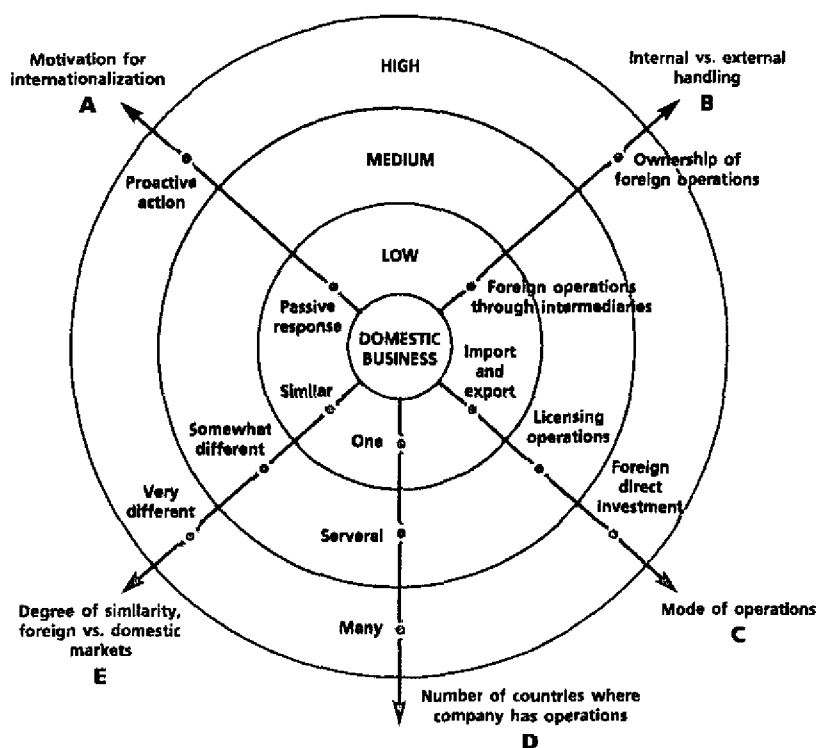 Motivation for
internationalization
A
HIGH
Internal vs. external
handling
B
MEDIUM
Proactive
action
Ownership of
foreign operations
LOW
Passive
response
Foreign operations
through intermediaries
DOMESTIC
BUSINESS
Import
and
export
Similar
Somewhat
different
One
Licensing
operations
Very
different
Foreign
direct
investment
Serveral
Many
Degree of similarity,
foreign vs. domestic
markets
E
Mode of operations
C
Number of countries where
company has operations
D